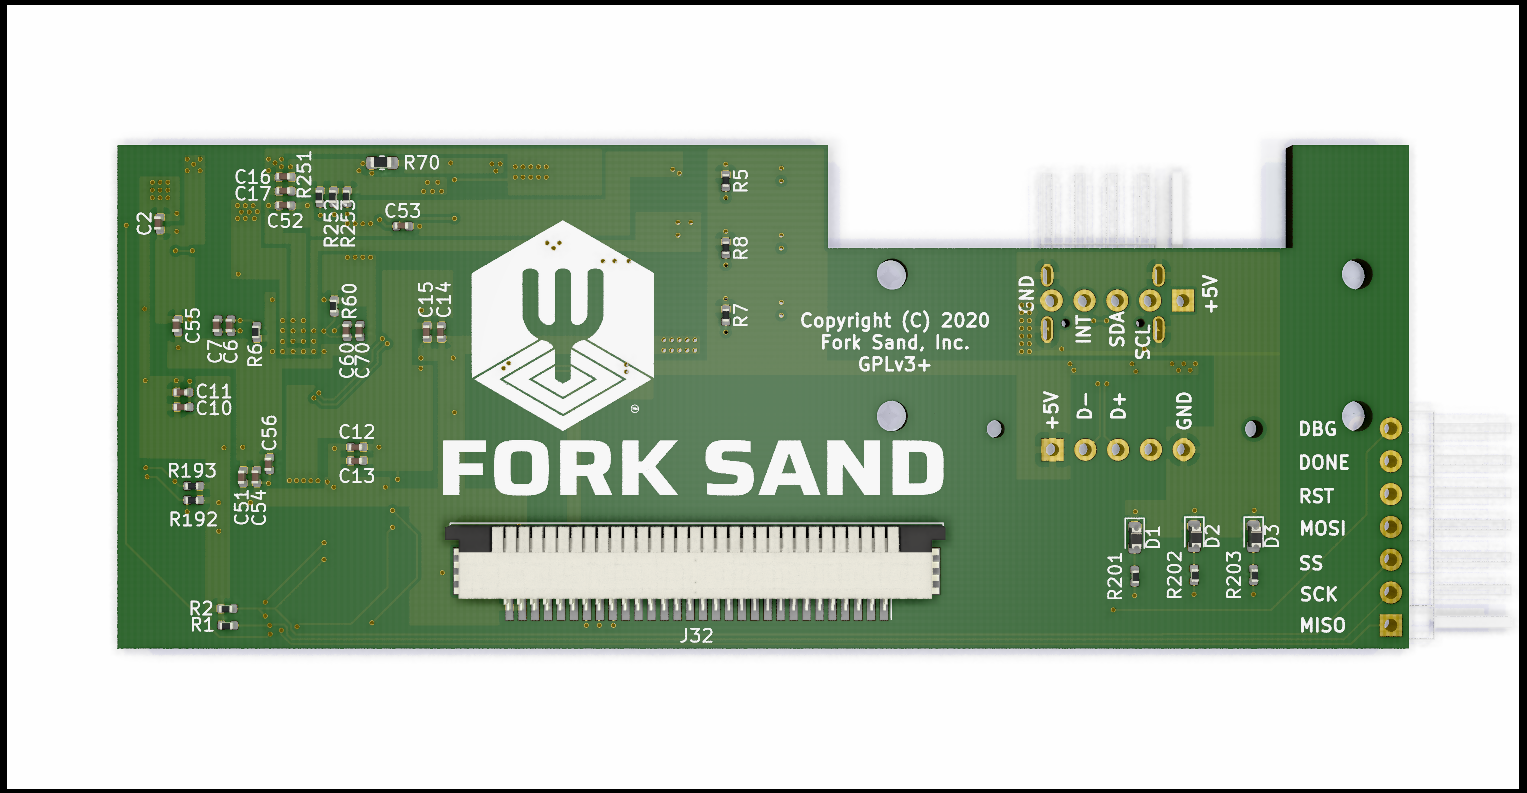 C16
C17
C52
R251
R252
R253
R70
C53
C2
R5
R8
R7
C55
C7
C6
R6
R60
C60
C70
C15
C14
C11
C10
C12
C13
C56
C51
C54
R193
R192
R2
R1
®
FORK SAND
J32
Copyright (C) 2020
Fork Sand, Inc.
GPLv3+
GND
INT
SDA
SCL
+5V
+5V
D-
D+
GND
D1
D2
D3
R201
R202
R203
DBG
DONE
RST
MOSI
SS
SCK
MISO